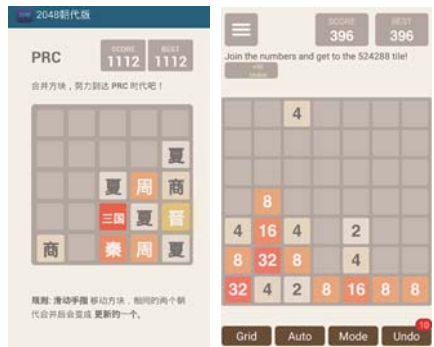 2048朝代版
PRC
SCORE
1112
BEST
1112
合并方块，努力到达 PRC 时代吧！
夏
夏 周 商
三国 夏 晋
商 秦 周 夏
规则: 滑动手指 移动方块，相同的两个朝
代合并后会变成 更新的一个。
SCORE
396
BEST
396
Join the numbers and get to the 524288 tile!
4
8
4 16 4 2
8 32 8 4
32 4 2 8 16 8 8
10
Grid Auto Mode Undo